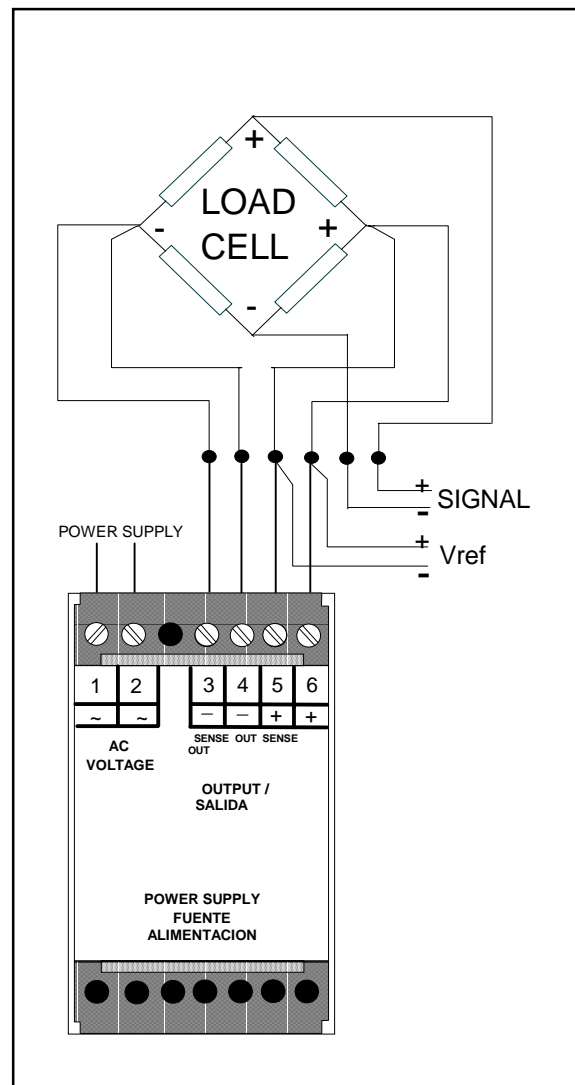 +
LOAD
- +
CELL
-
+
SIGNAL
-
POWER SUPPLY
+
Vref
-
1 2 3 4 5 6
~ ~ − − + +
SENSE OUT SENSE
OUT
AC
VOLTAGE
OUTPUT /
SALIDA
POWER SUPPLY
FUENTE
ALIMENTACION